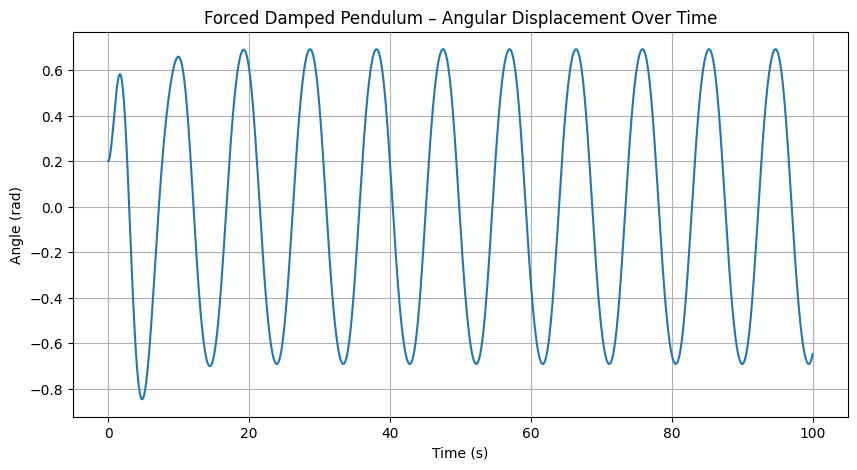 Forced Damped Pendulum – Angular Displacement Over Time
Angle (rad)
0.6
0.4
0.2
0.0
−0.2
−0.4
−0.6
−0.8
0 20 40 60 80 100
Time (s)